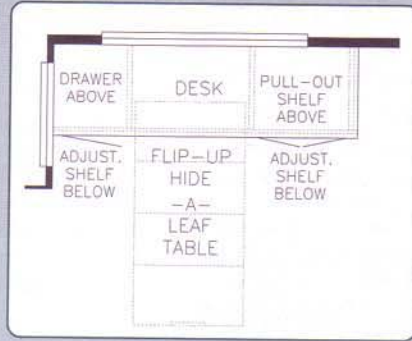 DRAWER
ABOVE
DESK
PULL-OUT
SHELF
ABOVE
ADJUST.
SHELF
BELOW
FLIP-UP
HIDE
-A-
LEAF
TABLE
ADJUST.
SHELF
BELOW